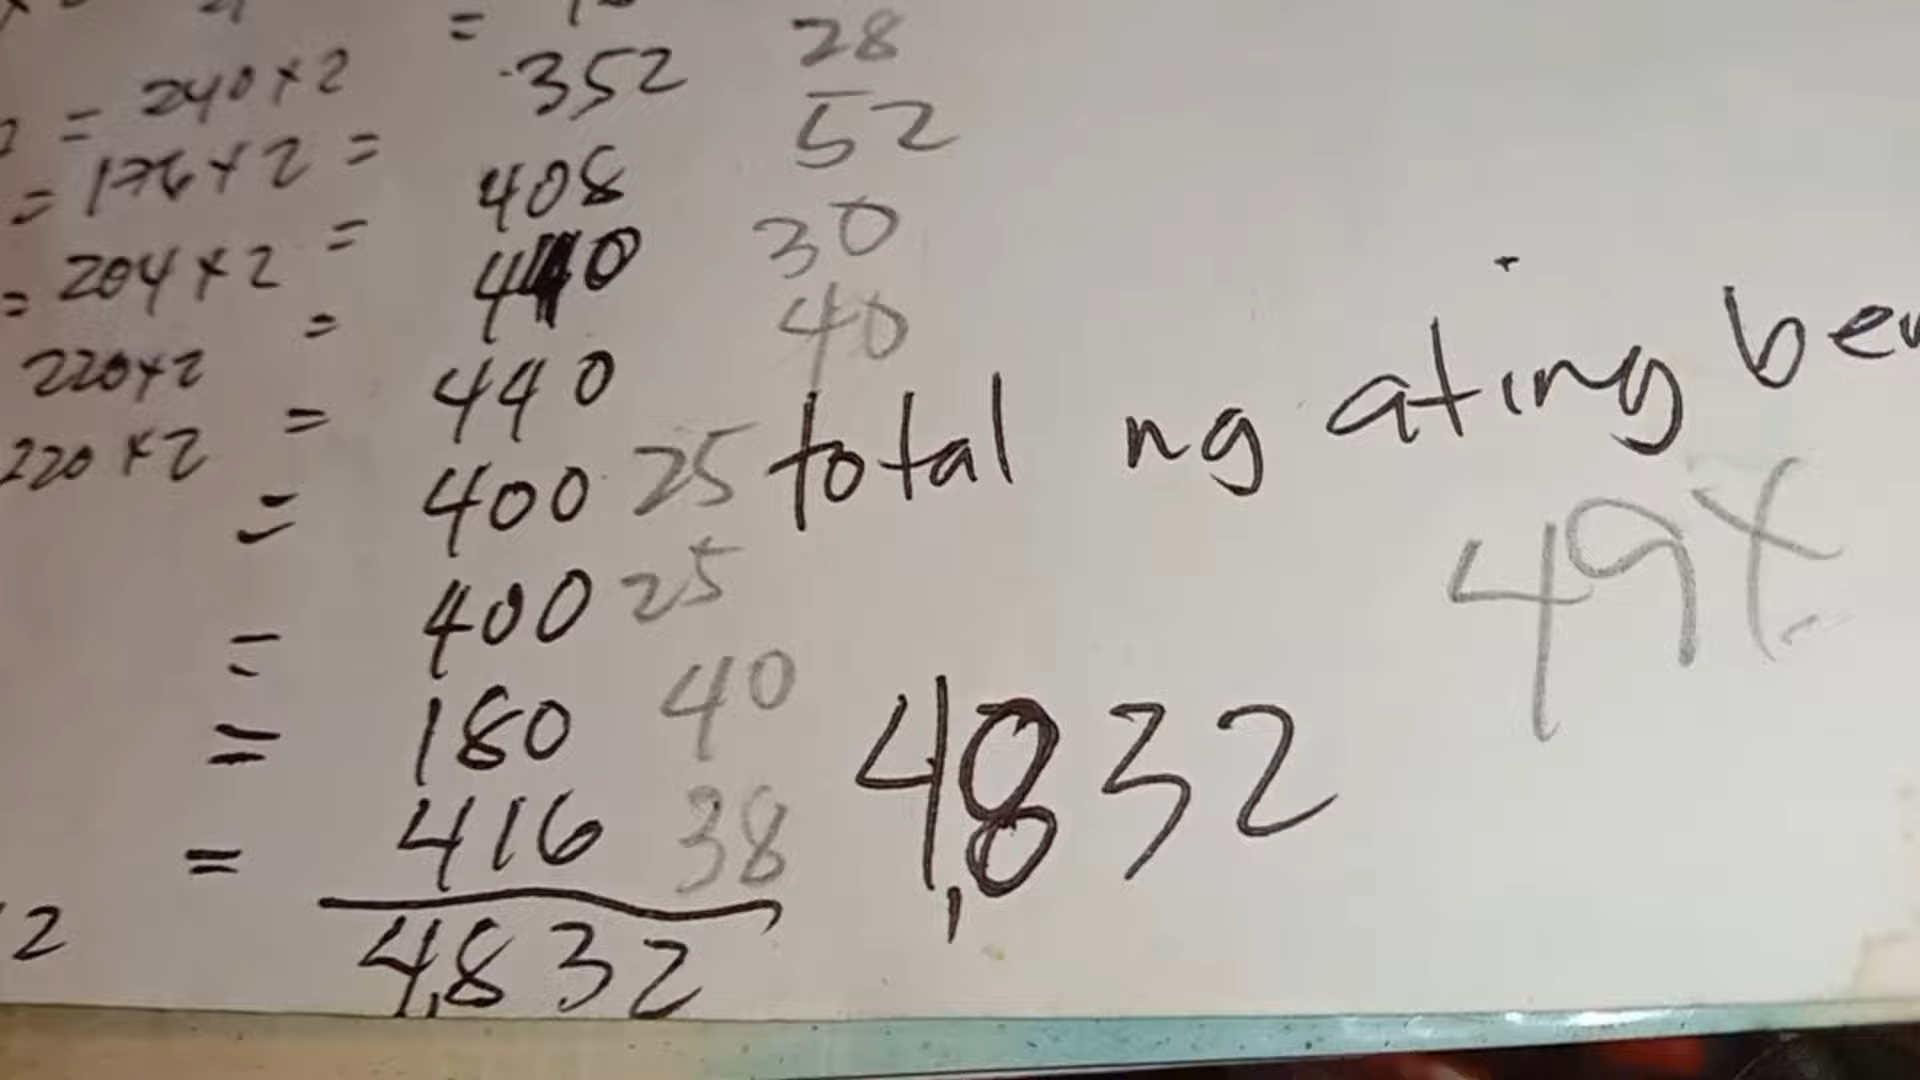 28
= 240×2 352 52
= 176×2 = 408 30
= 204×2 = 440 40
220×2 = 440
220×2 = 400 25 total ng ating
= 400 25 49
= 180 40
= 416 38 4,832
2 4,832